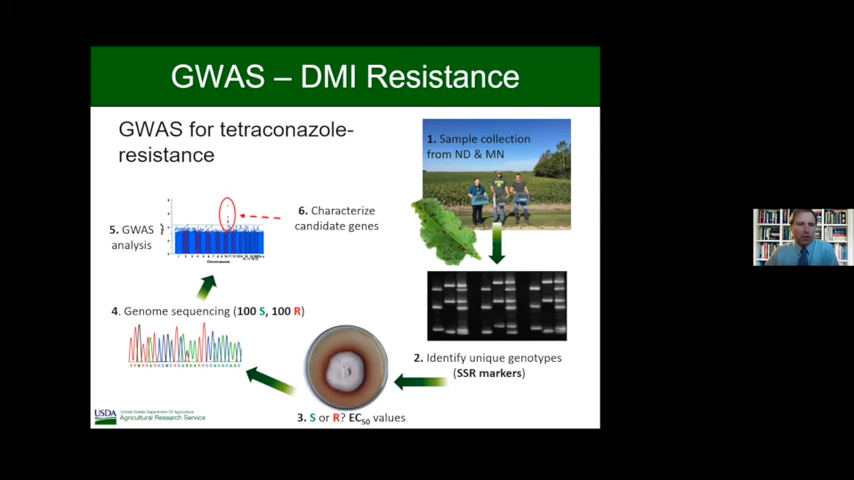 GWAS – DMI Resistance
GWAS for tetraconazole-
resistance
1. Sample collection
from ND & MN
2. Identify unique genotypes
(SSR markers)
3. S or R? EC50 values
4. Genome sequencing (100 S, 100 R)
5. GWAS
analysis
6. Characterize
candidate genes
Chromosome
USDA
United States Department Of Agriculture
Agricultural Research Service